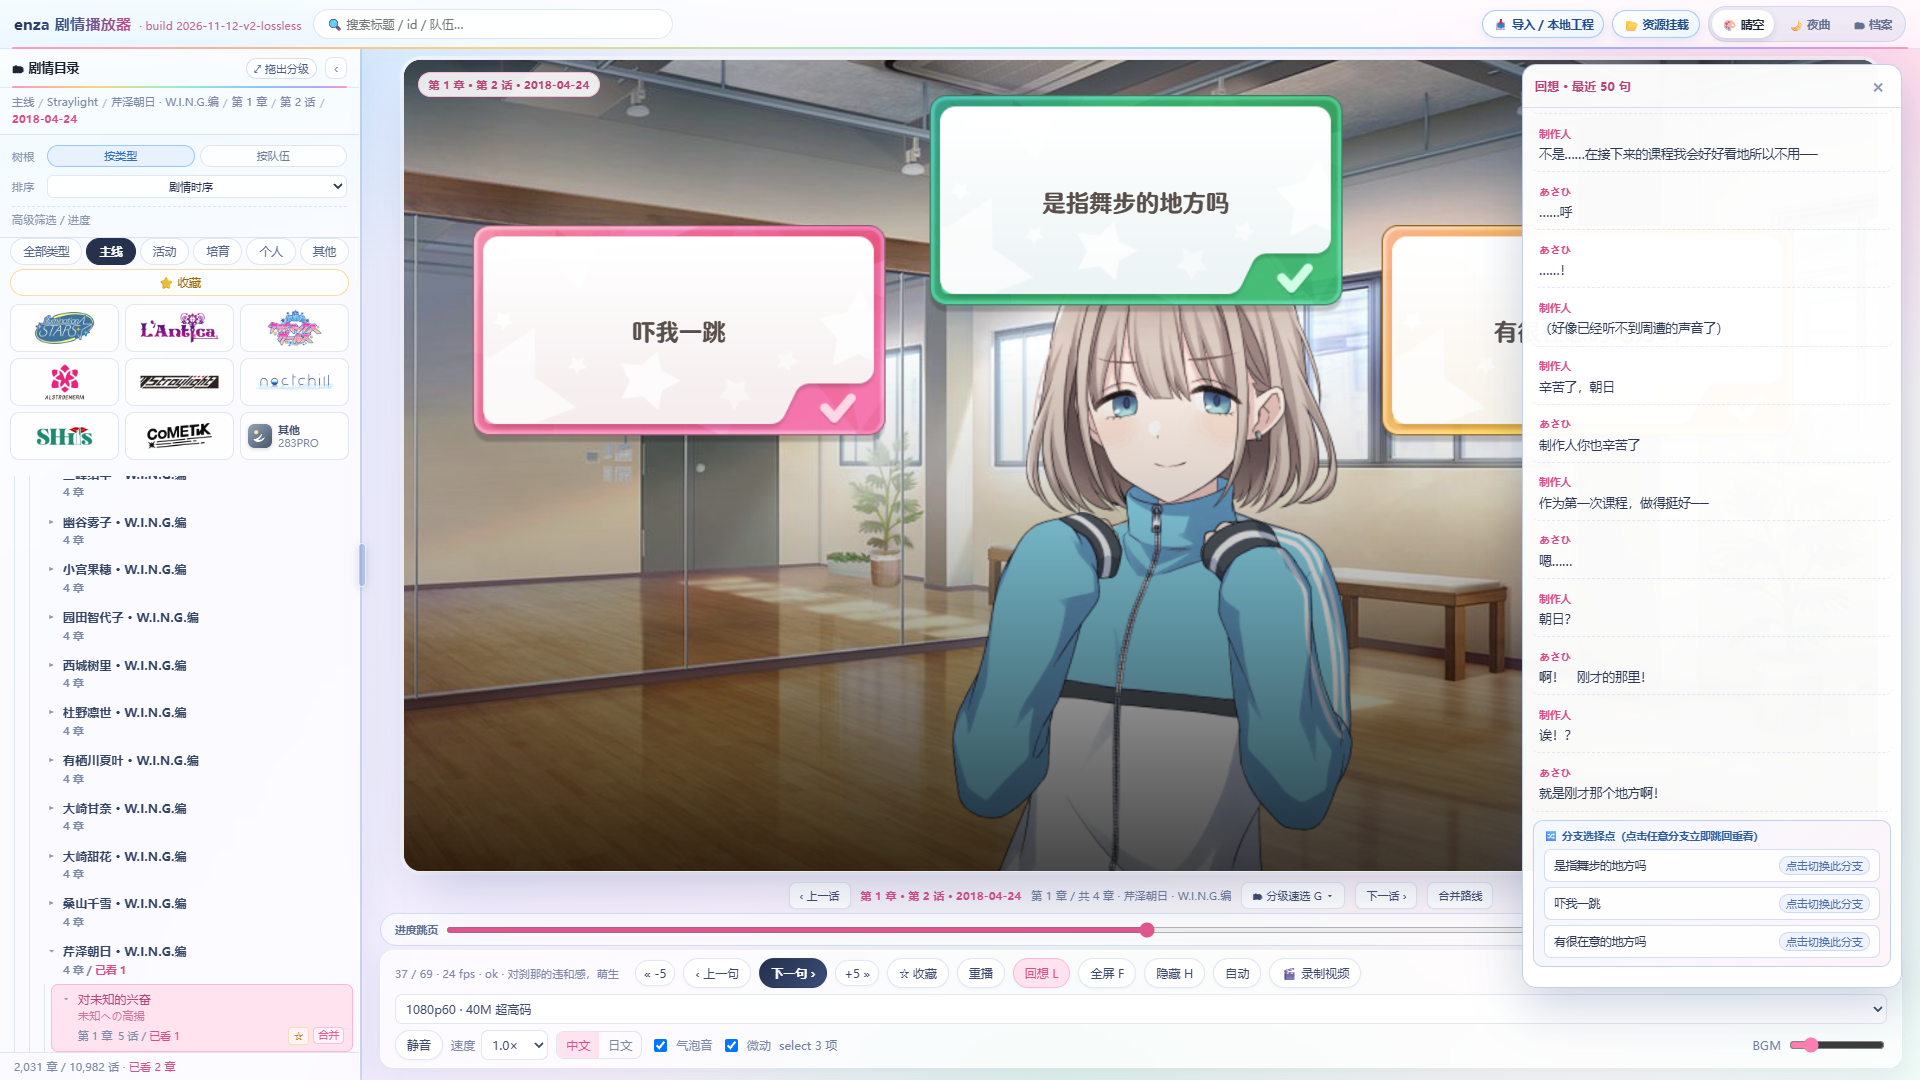 enza 剧情播放器 · build 2026-11-12-v2-lossless
搜索标题 / id / 队伍...
导入 / 本地工程
资源挂载
晴空
夜曲
档案
剧情目录
拖出分级
主线 / Straylight / 芹泽朝日 · W.I.N.G.编 / 第 1 章 / 第 2 话 /
2018-04-24
树根
按类型
按队伍
排序
剧情时序
高级筛选 / 进度
全部类型
主线
活动
培育
个人
其他
收藏
illumination STARS
L'Antica
ALSTROEMERIA
Straylight
noctchill
SHHis
CoMETIK
其他
283PRO
4 章
幽谷雾子 • W.I.N.G.编
4 章
小宫果穗 • W.I.N.G.编
4 章
园田智代子 • W.I.N.G.编
4 章
西城树里 • W.I.N.G.编
4 章
杜野凛世 • W.I.N.G.编
4 章
有栖川夏叶 • W.I.N.G.编
4 章
大崎甘奈 • W.I.N.G.编
4 章
大崎甜花 • W.I.N.G.编
4 章
桑山千雪 • W.I.N.G.编
4 章
芹泽朝日 • W.I.N.G.编
4 章 / 已看 1
对未知的兴奋
未知への高揚
第 1 章 5 话 / 已看 1
合并
2,031 章 / 10,982 话 · 已看 2 章
第 1 章 • 第 2 话 • 2018-04-24
是指舞步的地方吗
吓我一跳
有很
回想 • 最近 50 句
制作人
不是……在接下来的课程我会好好看地所以不用──
あさひ
……呼
あさひ
……！
制作人
（好像已经听不到周遭的声音了）
制作人
辛苦了，朝日
あさひ
制作人你也辛苦了
制作人
作为第一次课程，做得挺好──
あさひ
嗯……
制作人
朝日？
あさひ
啊！　刚才的那里！
制作人
诶！？
あさひ
就是刚才那个地方啊！
分支选择点（点击任意分支立即跳回重看）
是指舞步的地方吗
点击切换此分支
吓我一跳
点击切换此分支
有很在意的地方吗
点击切换此分支
‹ 上一话
第 1 章 • 第 2 话 • 2018-04-24
第 1 章 / 共 4 章 · 芹泽朝日 · W.I.N.G.编
分级速选 G
下一话 ›
合并路线
进度跳页
37 / 69 · 24 fps · ok · 对刹那的违和感，萌生
« -5
‹ 上一句
下一句 ›
+5 »
☆ 收藏
重播
回想 L
全屏 F
隐藏 H
自动
录制视频
1080p60 · 40M 超高码
静音
速度
1.0×
中文
日文
气泡音
微动
select 3 项
BGM